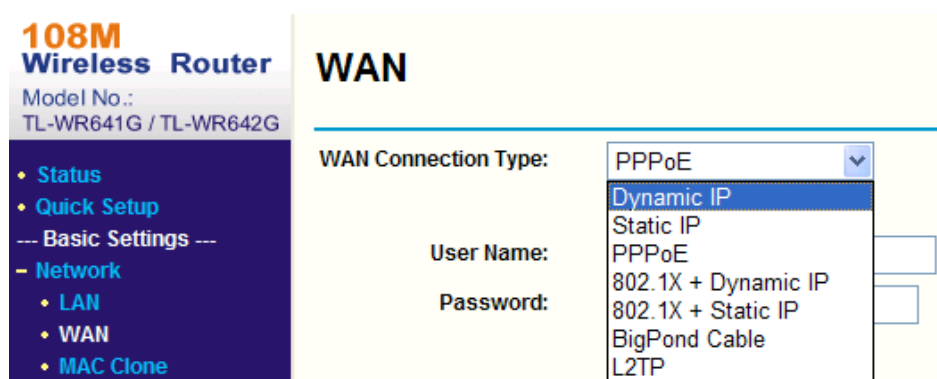 108M
Wireless Router
Model No.:
TL-WR641G / TL-WR642G
• Status
• Quick Setup
--- Basic Settings ---
– Network
• LAN
• WAN
• MAC Clone
WAN
WAN Connection Type: PPPoE
Dynamic IP
Static IP
PPPoE
802.1X + Dynamic IP
802.1X + Static IP
BigPond Cable
L2TP
User Name:
Password: